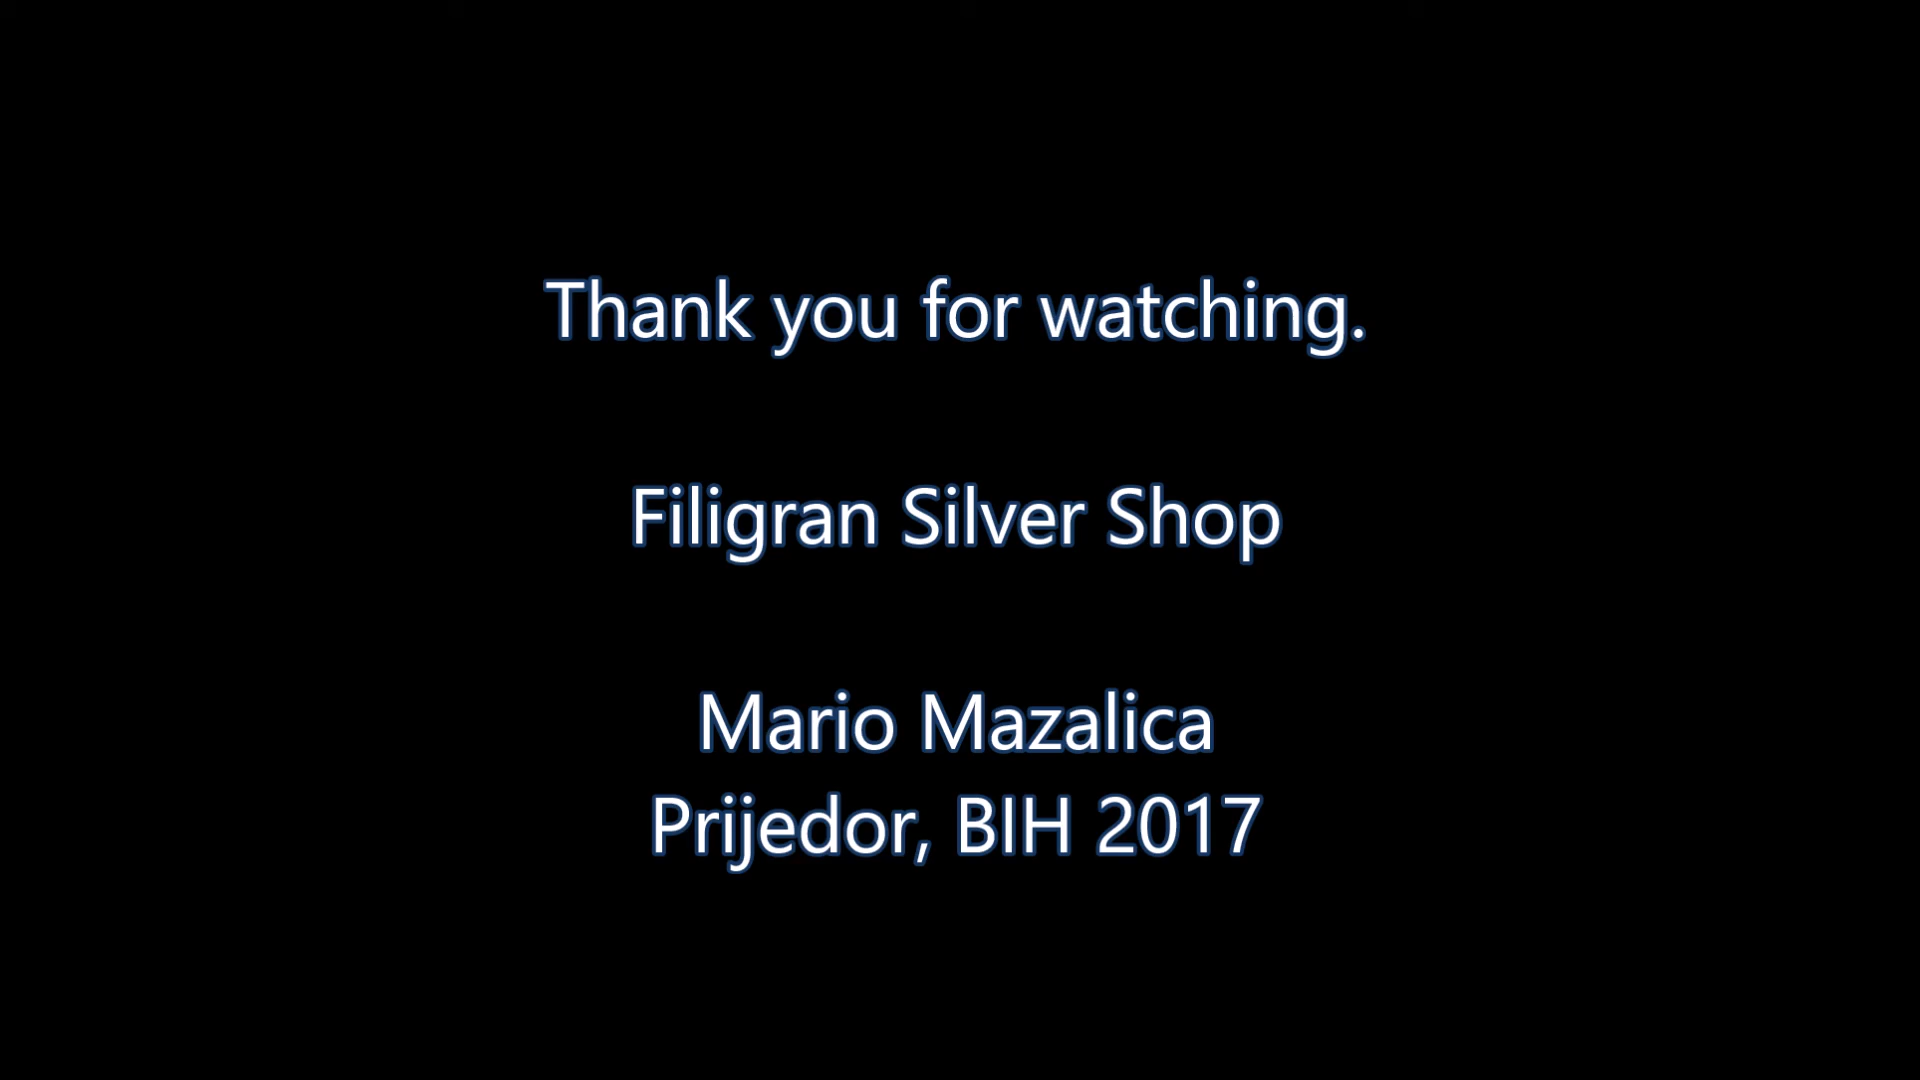 Thank you for watching.
Filigran Silver Shop
Mario Mazalica
Prijedor, BIH 2017